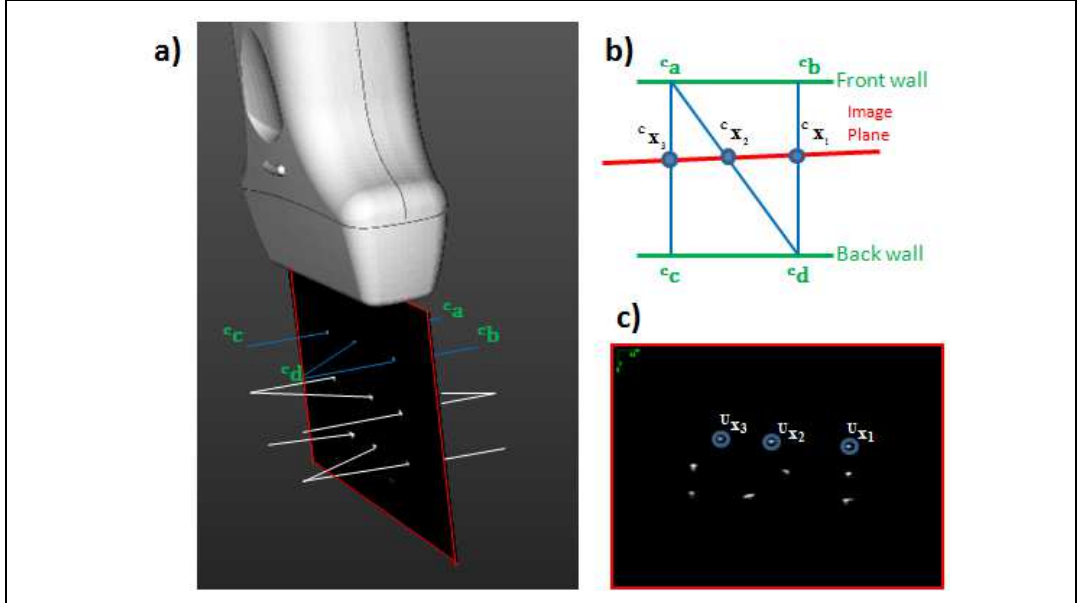 a)
ᶜc
ᶜa
ᶜb
ᶜd
b)
ᶜa
ᶜb
Front wall
Image
Plane
ᶜx₃
ᶜx₂
ᶜx₁
Back wall
ᶜc
ᶜd
c)
ᵁx₃
ᵁx₂
ᵁx₁